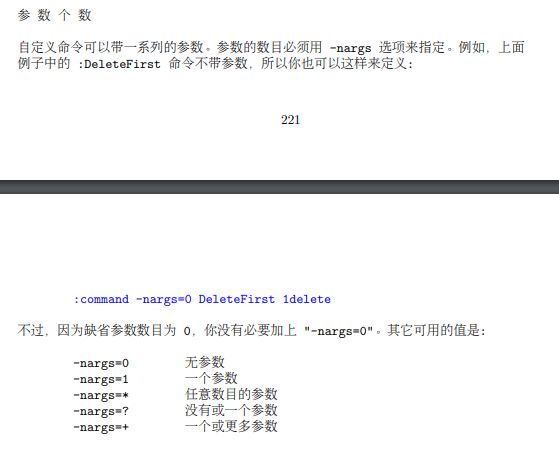 参 数 个 数
自定义命令可以带一系列的参数。参数的数目必须用 -nargs 选项来指定。例如，上面
例子中的 :DeleteFirst 命令不带参数，所以你也可以这样来定义：
221
:command -nargs=0 DeleteFirst 1delete
不过，因为缺省参数数目为 0，你没有必要加上 "-nargs=0"。其它可用的值是：
-nargs=0 无参数
-nargs=1 一个参数
-nargs=* 任意数目的参数
-nargs=? 没有或一个参数
-nargs=+ 一个或更多参数